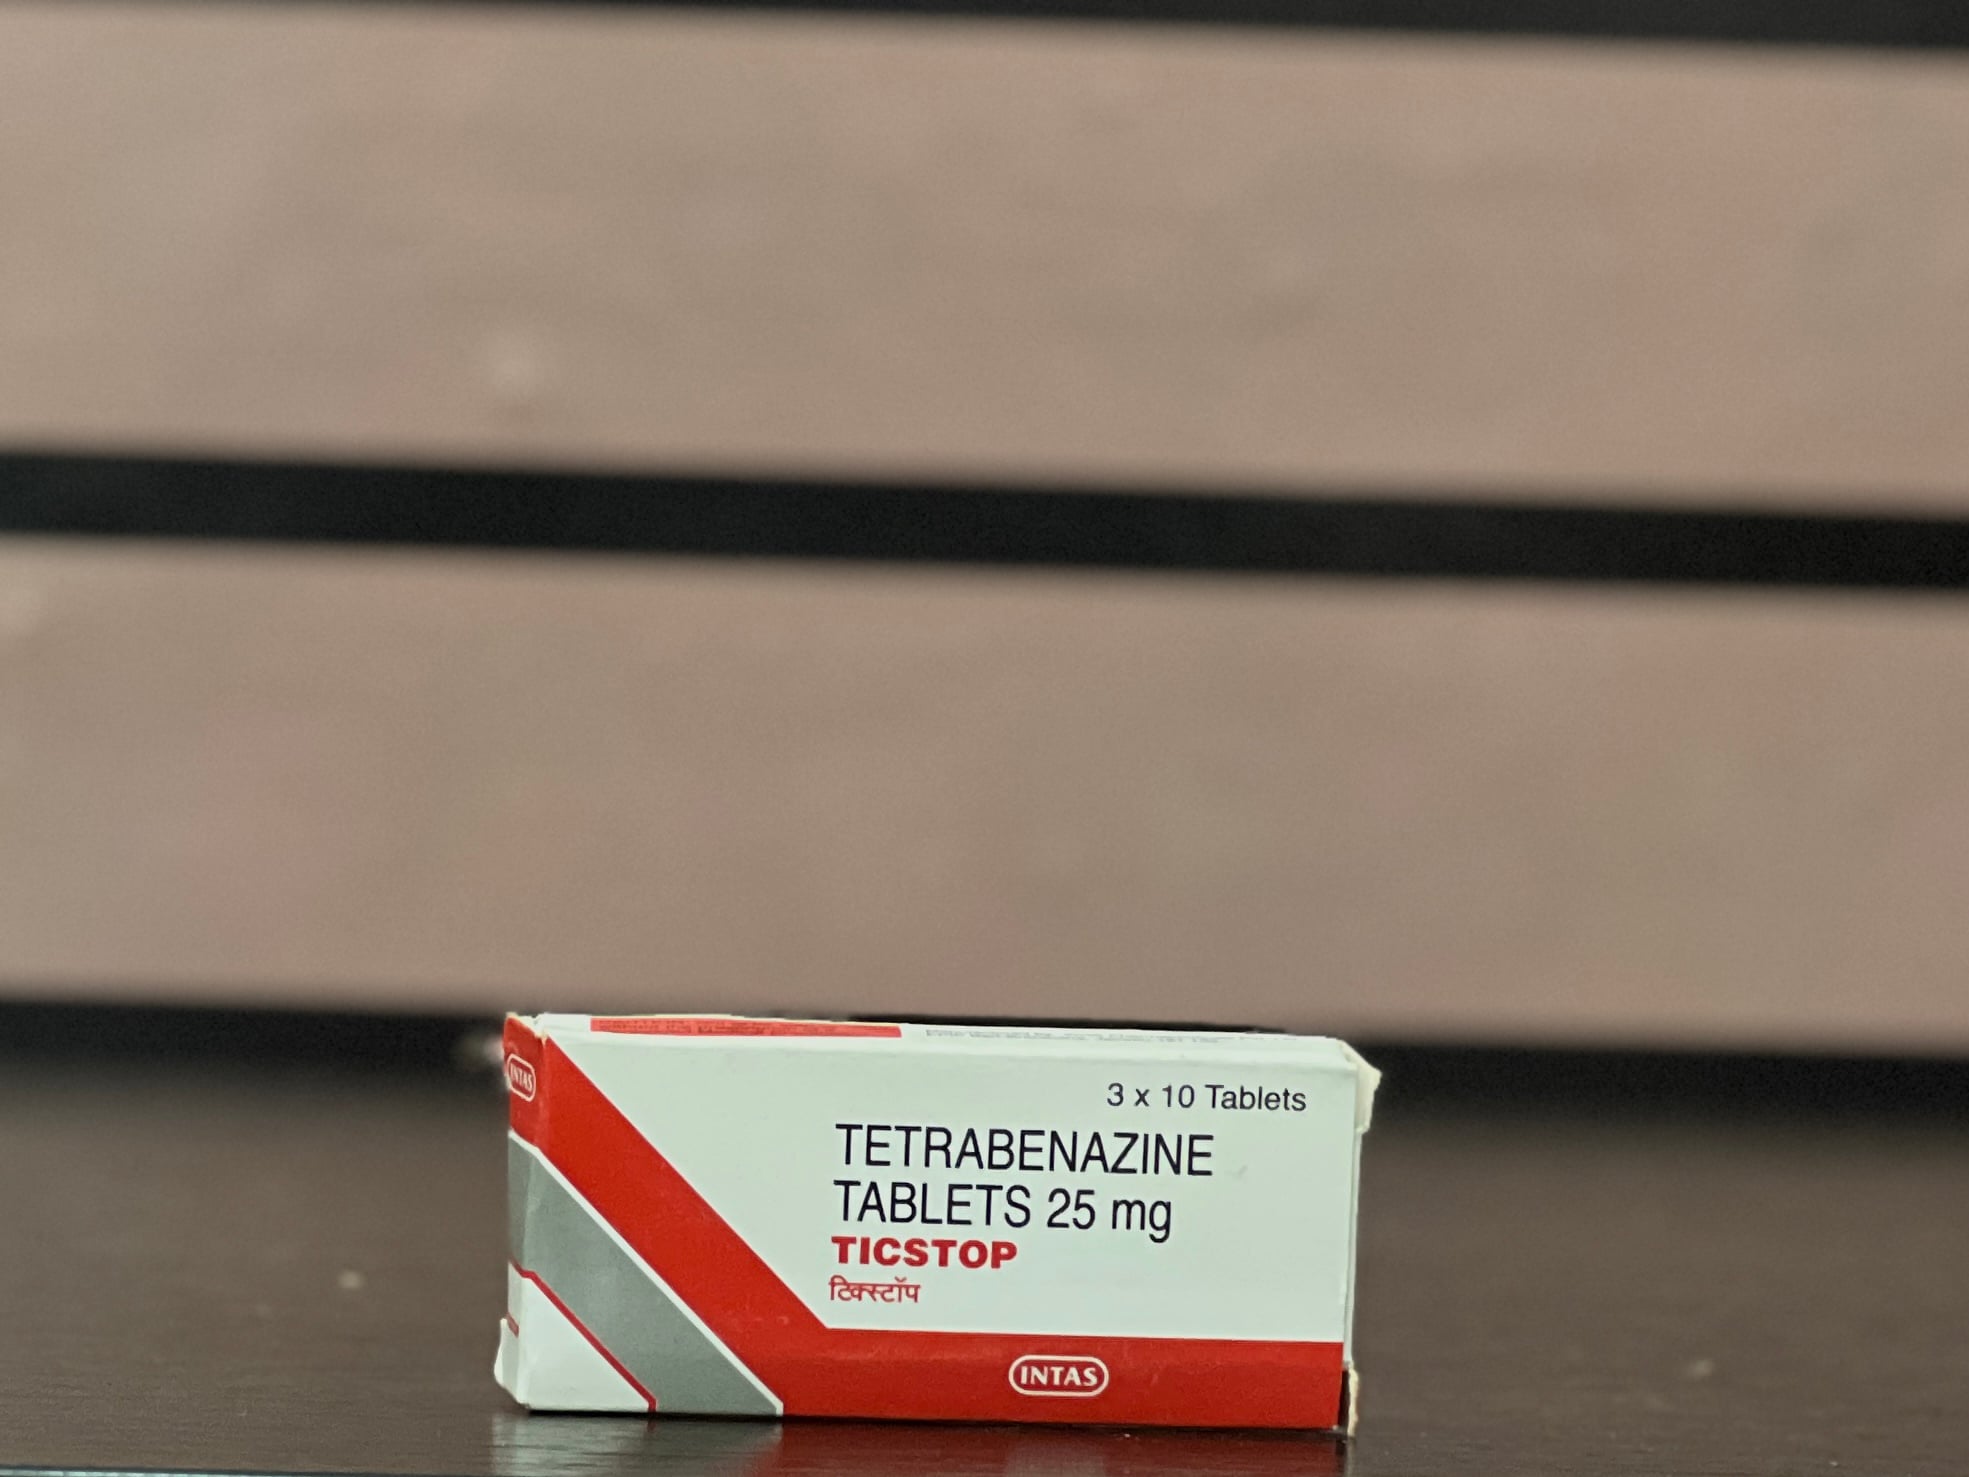 INTAS
3 x 10 Tablets
TETRABENAZINE
TABLETS 25 mg
TICSTOP
टिक्स्टॉप
INTAS